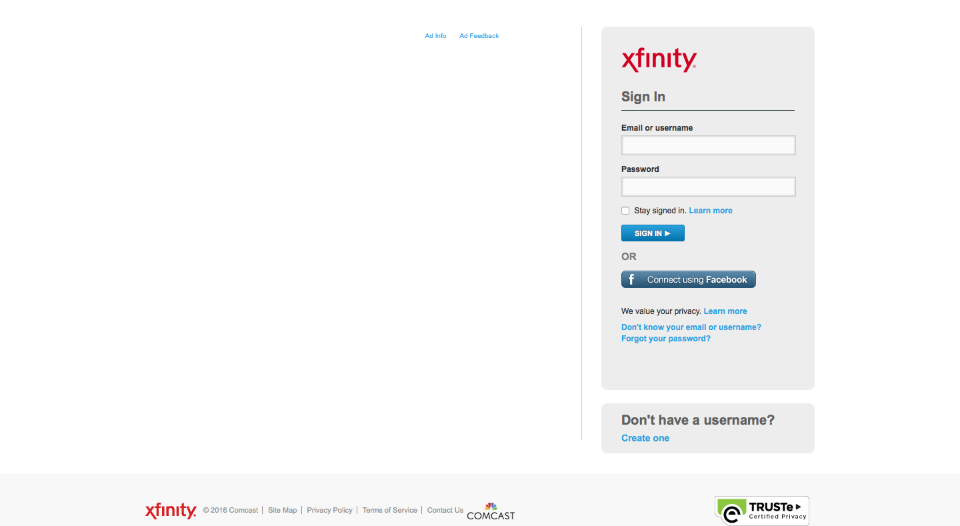 Ad Info Ad Feedback
xfinity
Sign In
Email or username
Password
Stay signed in. Learn more
SIGN IN
OR
f Connect using Facebook
We value your privacy. Learn more
Don't know your email or username?
Forgot your password?
Don't have a username?
Create one
xfinity © 2016 Comcast | Site Map | Privacy Policy | Terms of Service | Contact Us COMCAST
TRUSTe
Certified Privacy